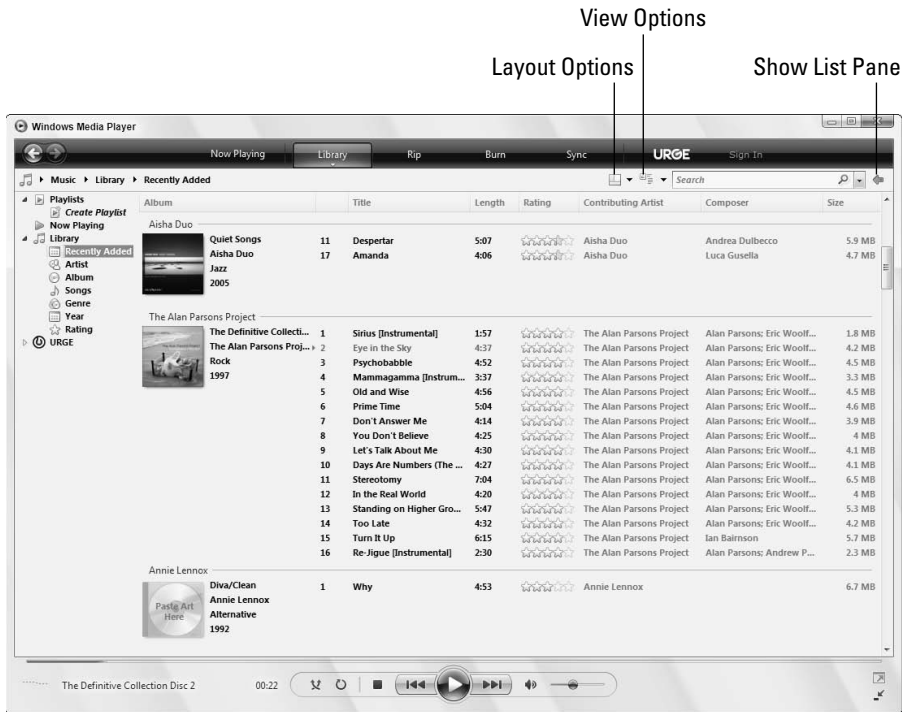 View Options
Layout Options Show List Pane
Windows Media Player
Now Playing Library Rip Burn Sync URGE Sign In
Music Library Recently Added Search
Playlists
Create Playlist
Now Playing
Library
Recently Added
Artist
Album
Songs
Genre
Year
Rating
URGE
Album Title Length Rating Contributing Artist Composer Size
Aisha Duo
Quiet Songs 11 Despertar 5:07 Aisha Duo Andrea Dulbecco 5.9 MB
Aisha Duo 17 Amanda 4:06 Aisha Duo Luca Gusella 4.7 MB
Jazz
2005
The Alan Parsons Project
The Definitive Collecti... 1 Sirius [Instrumental] 1:57 The Alan Parsons Project Alan Parsons; Eric Woolf... 1.8 MB
The Alan Parsons Proj... 2 Eye in the Sky 4:37 The Alan Parsons Project Alan Parsons; Eric Woolf... 4.2 MB
Rock 3 Psychobabble 4:52 The Alan Parsons Project Alan Parsons; Eric Woolf... 4.5 MB
1997 4 Mammagamma [Instrum... 3:37 The Alan Parsons Project Alan Parsons; Eric Woolf... 3.3 MB
5 Old and Wise 4:56 The Alan Parsons Project Alan Parsons; Eric Woolf... 4.5 MB
6 Prime Time 5:04 The Alan Parsons Project Alan Parsons; Eric Woolf... 4.6 MB
7 Don't Answer Me 4:14 The Alan Parsons Project Alan Parsons; Eric Woolf... 3.9 MB
8 You Don't Believe 4:25 The Alan Parsons Project Alan Parsons; Eric Woolf... 4 MB
9 Let's Talk About Me 4:30 The Alan Parsons Project Alan Parsons; Eric Woolf... 4.1 MB
10 Days Are Numbers (The ... 4:27 The Alan Parsons Project Alan Parsons; Eric Woolf... 4.1 MB
11 Stereotomy 7:04 The Alan Parsons Project Alan Parsons; Eric Woolf... 6.5 MB
12 In the Real World 4:20 The Alan Parsons Project Alan Parsons; Eric Woolf... 4 MB
13 Standing on Higher Gro... 5:47 The Alan Parsons Project Alan Parsons; Eric Woolf... 5.3 MB
14 Too Late 4:32 The Alan Parsons Project Alan Parsons; Eric Woolf... 4.2 MB
15 Turn It Up 6:15 The Alan Parsons Project Ian Bairnson 5.7 MB
16 Re-Jigue [Instrumental] 2:30 The Alan Parsons Project Alan Parsons; Andrew P... 2.3 MB
Annie Lennox
Paste Art
Here
Diva/Clean 1 Why 4:53 Annie Lennox 6.7 MB
Annie Lennox
Alternative
1992
The Definitive Collection Disc 2 00:22